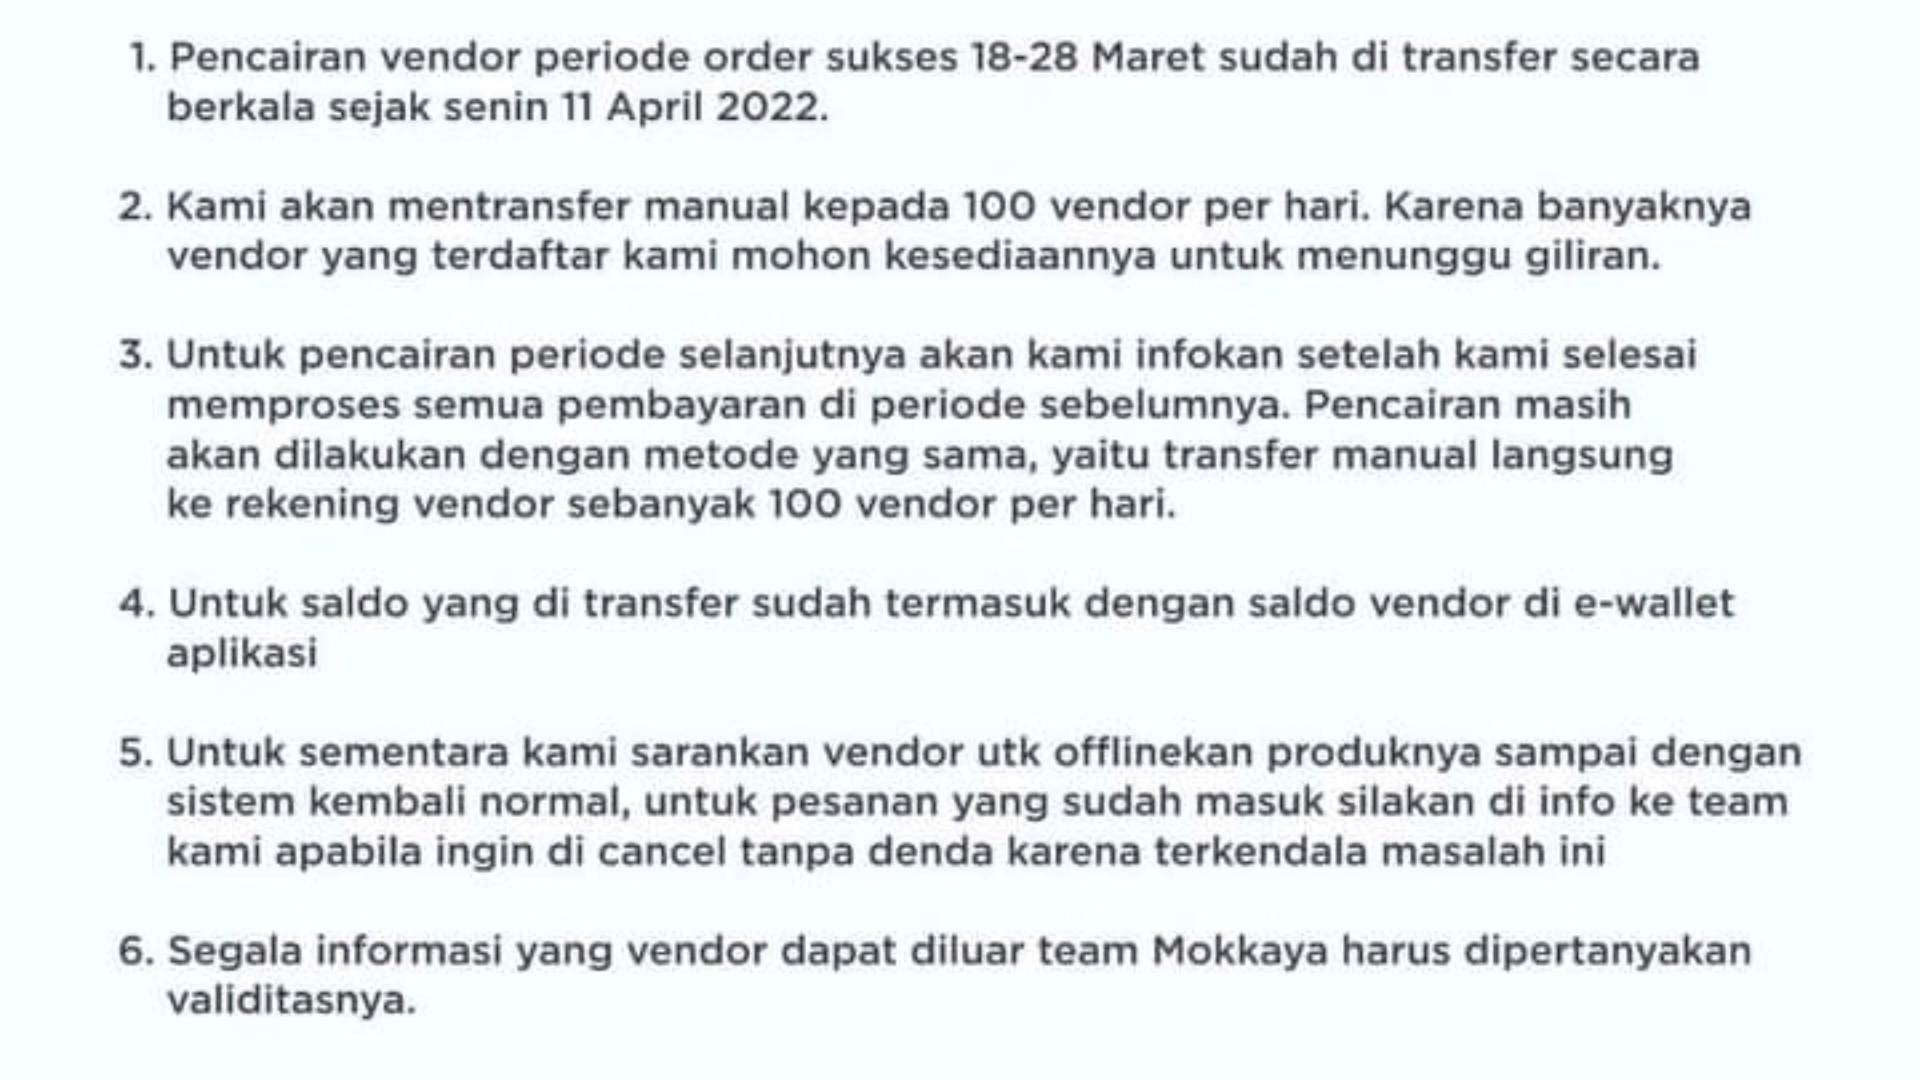 1. Pencairan vendor periode order sukses 18-28 Maret sudah di transfer secara
berkala sejak senin 11 April 2022.
2. Kami akan mentransfer manual kepada 100 vendor per hari. Karena banyaknya
vendor yang terdaftar kami mohon kesediaannya untuk menunggu giliran.
3. Untuk pencairan periode selanjutnya akan kami infokan setelah kami selesai
memproses semua pembayaran di periode sebelumnya. Pencairan masih
akan dilakukan dengan metode yang sama, yaitu transfer manual langsung
ke rekening vendor sebanyak 100 vendor per hari.
4. Untuk saldo yang di transfer sudah termasuk dengan saldo vendor di e-wallet
aplikasi
5. Untuk sementara kami sarankan vendor utk offlinekan produknya sampai dengan
sistem kembali normal, untuk pesanan yang sudah masuk silakan di info ke team
kami apabila ingin di cancel tanpa denda karena terkendala masalah ini
6. Segala informasi yang vendor dapat diluar team Mokkaya harus dipertanyakan
validitasnya.